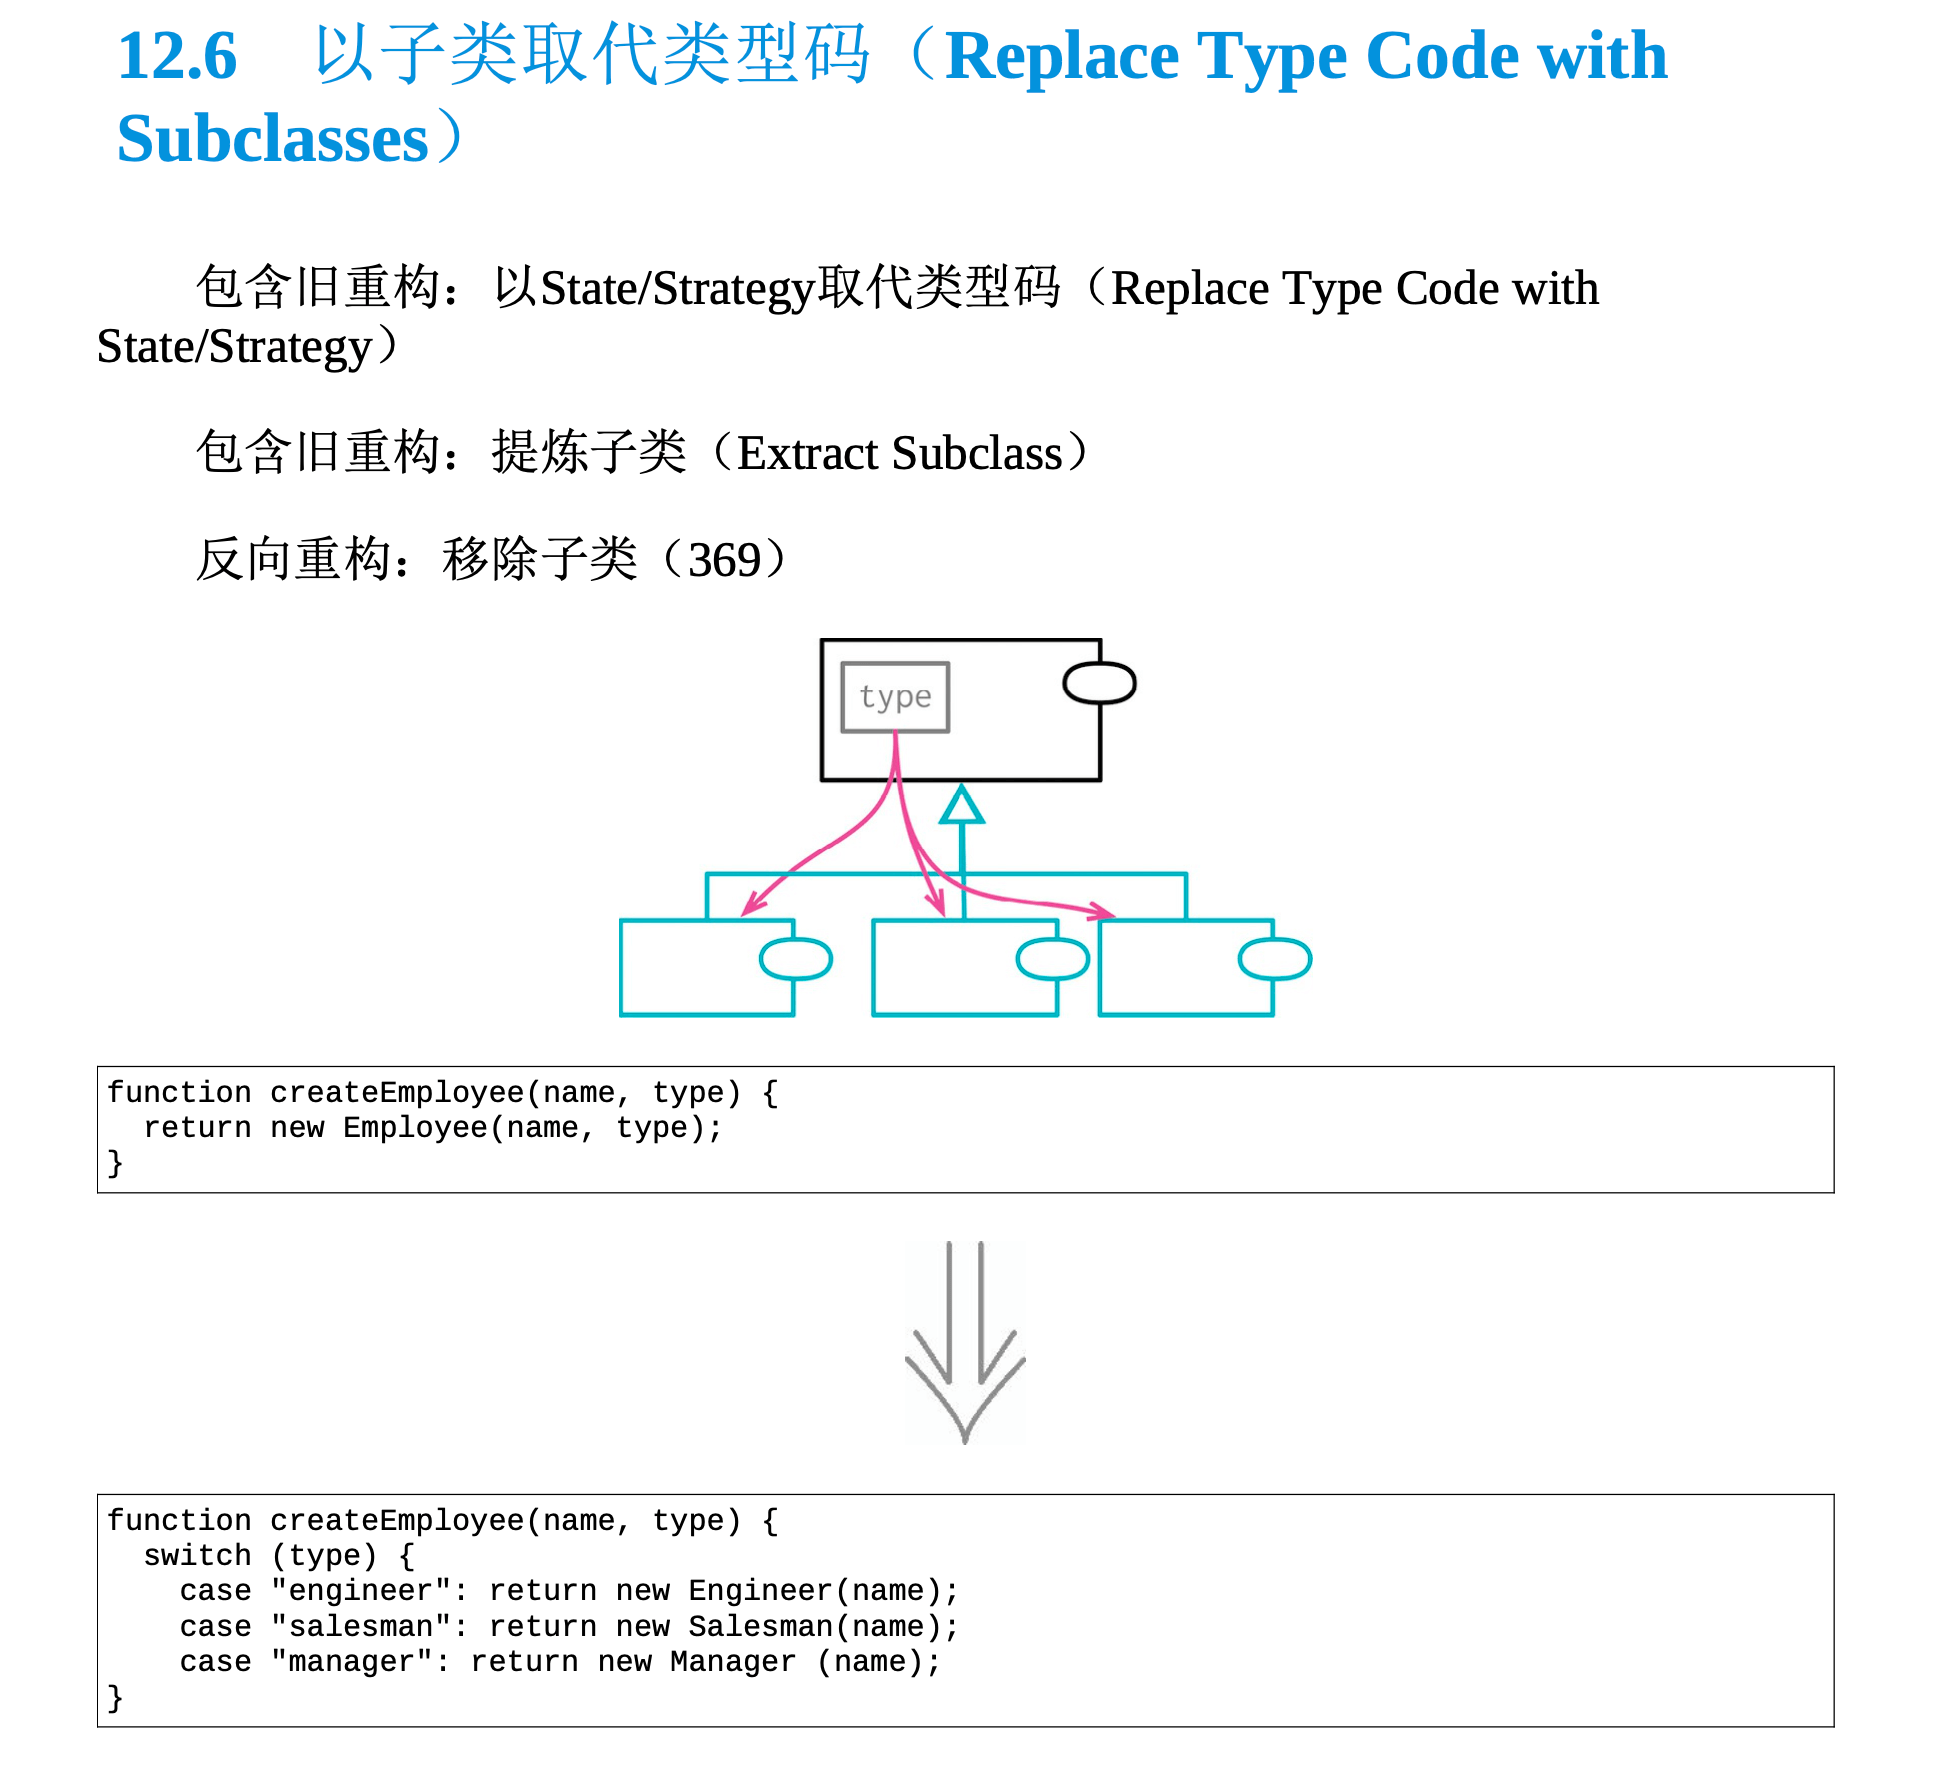 12.6 以子类取代类型码（Replace Type Code with
Subclasses）
包含旧重构：以State/Strategy取代类型码（Replace Type Code with
State/Strategy）
包含旧重构：提炼子类（Extract Subclass）
反向重构：移除子类（369）
type
function createEmployee(name, type) {
  return new Employee(name, type);
}
function createEmployee(name, type) {
  switch (type) {
    case "engineer": return new Engineer(name);
    case "salesman": return new Salesman(name);
    case "manager": return new Manager (name);
}